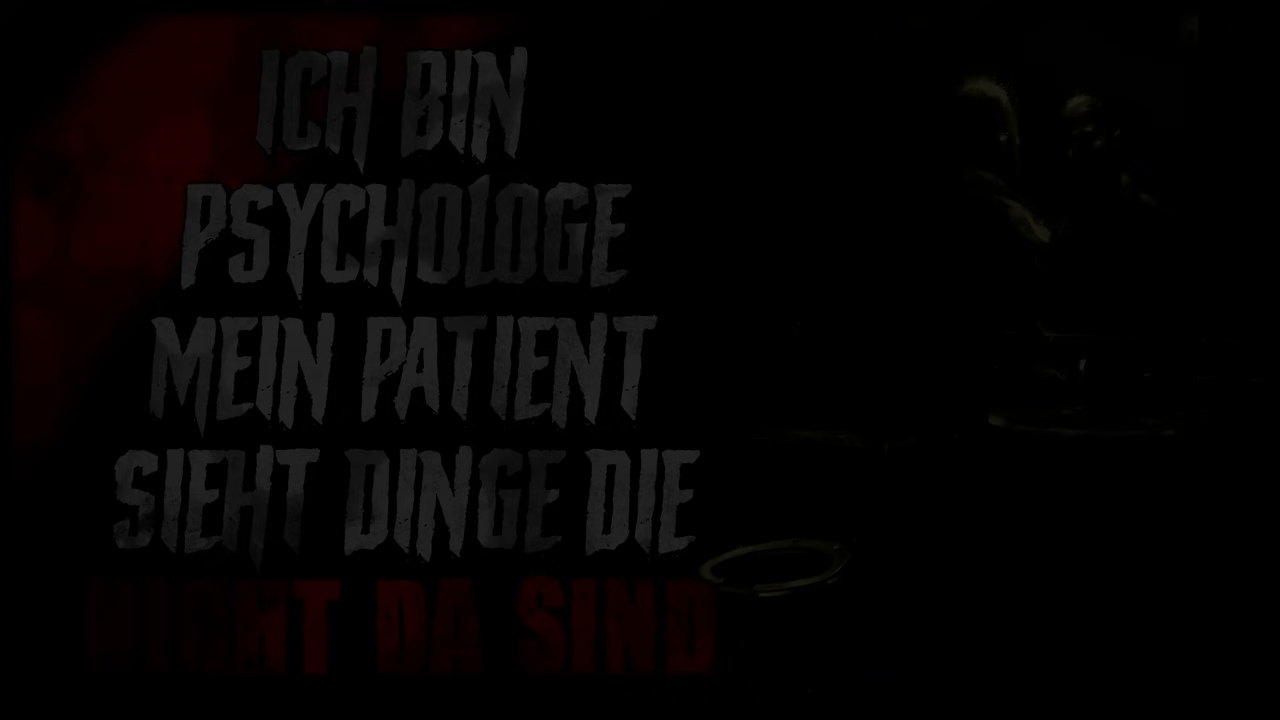 ICH BIN
PSYCHOLOGE
MEIN PATIENT
SIEHT DINGE DIE
NICHT DA SIND